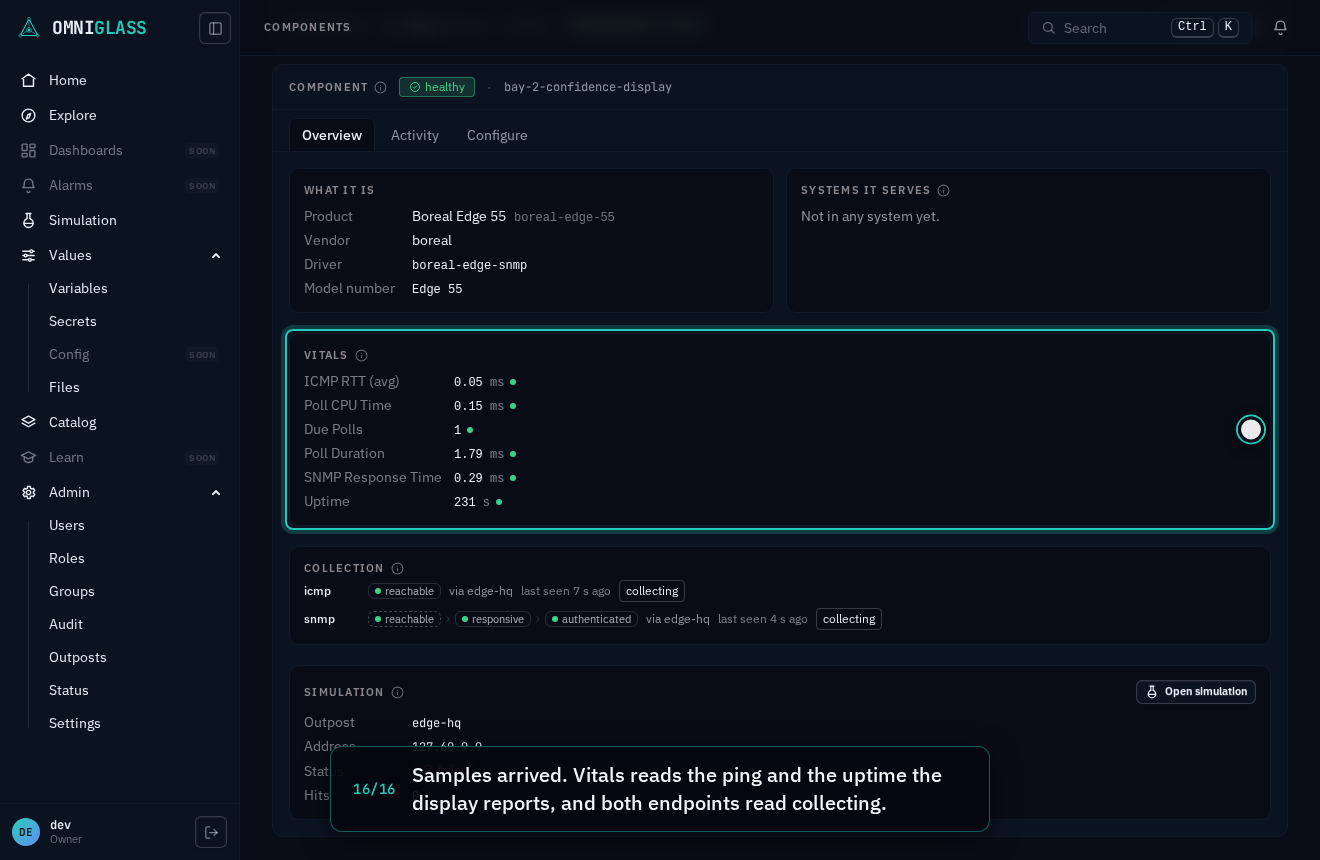 OMNIGLASS
COMPONENTS
Search
Ctrl
K
Home
Explore
Dashboards SOON
Alarms SOON
Simulation
Values
Variables
Secrets
Config SOON
Files
Catalog
Learn SOON
Admin
Users
Roles
Groups
Audit
Outposts
Status
Settings
DE
dev
Owner
COMPONENT healthy · bay-2-confidence-display
Overview Activity Configure
WHAT IT IS
Product Boreal Edge 55 boreal-edge-55
Vendor boreal
Driver boreal-edge-snmp
Model number Edge 55
SYSTEMS IT SERVES
Not in any system yet.
VITALS
ICMP RTT (avg) 0.05 ms
Poll CPU Time 0.15 ms
Due Polls 1
Poll Duration 1.79 ms
SNMP Response Time 0.29 ms
Uptime 231 s
COLLECTION
icmp reachable via edge-hq last seen 7 s ago collecting
snmp reachable › responsive › authenticated via edge-hq last seen 4 s ago collecting
SIMULATION
Open simulation
Outpost edge-hq
Address
Hits
16/16
Samples arrived. Vitals reads the ping and the uptime the
display reports, and both endpoints read collecting.